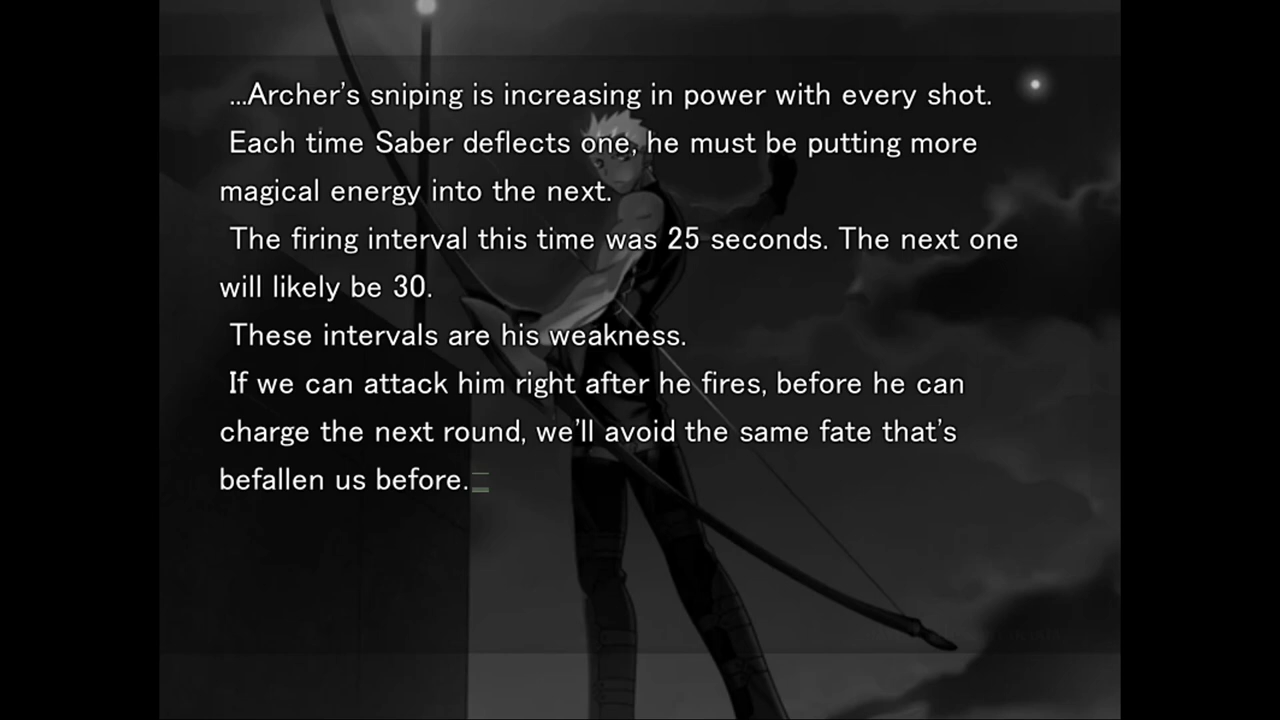 ...Archer's sniping is increasing in power with every shot.
Each time Saber deflects one, he must be putting more
magical energy into the next.
The firing interval this time was 25 seconds. The next one
will likely be 30.
These intervals are his weakness.
If we can attack him right after he fires, before he can
charge the next round, we'll avoid the same fate that's
befallen us before.